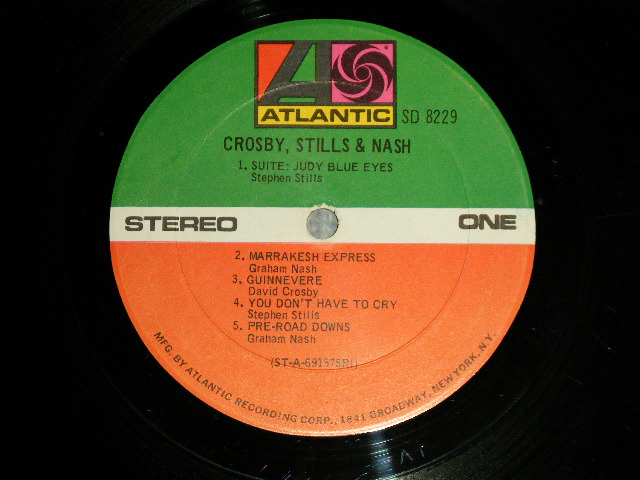 ATLANTIC
SD 8229
CROSBY, STILLS & NASH
1. SUITE: JUDY BLUE EYES
Stephen Stills
STEREO
ONE
2. MARRAKESH EXPRESS
Graham Nash
3. GUINNEVERE
David Crosby
4. YOU DON'T HAVE TO CRY
Stephen Stills
5. PRE-ROAD DOWNS
Graham Nash
MFG. BY ATLANTIC RECORDING CORP., 1841 BROADWAY, NEW YORK, N.Y.